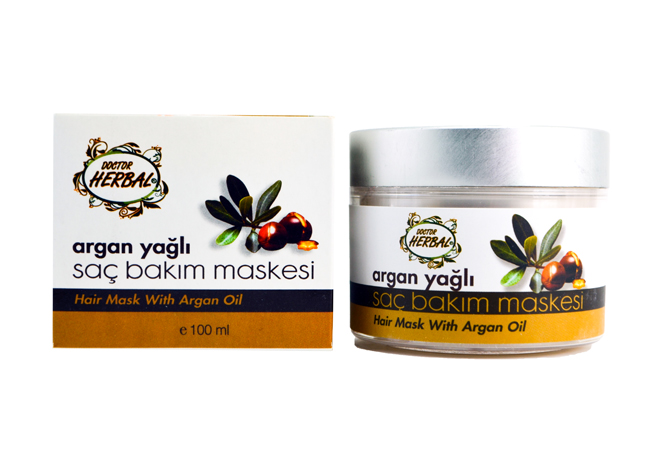 DOCTOR
HERBAL
argan yağlı
saç bakım maskesi
Hair Mask With Argan Oil
e 100 ml
DOCTOR
HERBAL
argan yağlı
saç bakım maskesi
Hair Mask With Argan Oil